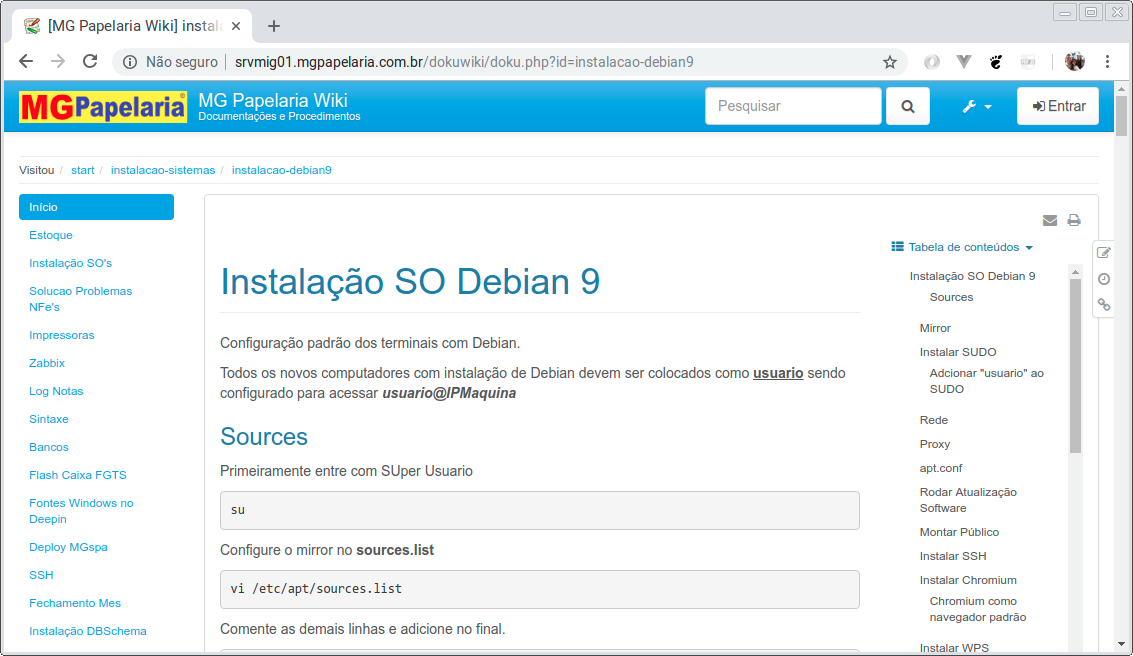 [MG Papelaria Wiki] instala
Não seguro
srvmig01.mgpapelaria.com.br/dokuwiki/doku.php?id=instalacao-debian9
MGPapelaria®
MG Papelaria Wiki
Documentações e Procedimentos
Pesquisar
Entrar
Visitou / start / instalacao-sistemas / instalacao-debian9
Início
Estoque
Instalação SO's
Solucao Problemas
NFe's
Impressoras
Zabbix
Log Notas
Sintaxe
Bancos
Flash Caixa FGTS
Fontes Windows no
Deepin
Deploy MGspa
SSH
Fechamento Mes
Instalação DBSchema
Instalação SO Debian 9
Configuração padrão dos terminais com Debian.
Todos os novos computadores com instalação de Debian devem ser colocados como usuario sendo
configurado para acessar usuario@IPMaquina
Sources
Primeiramente entre com SUper Usuario
su
Configure o mirror no sources.list
vi /etc/apt/sources.list
Comente as demais linhas e adicione no final.
Tabela de conteúdos
Instalação SO Debian 9
Sources
Mirror
Instalar SUDO
Adcionar "usuario" ao
SUDO
Rede
Proxy
apt.conf
Rodar Atualização
Software
Montar Público
Instalar SSH
Instalar Chromium
Chromium como
navegador padrão
Instalar WPS